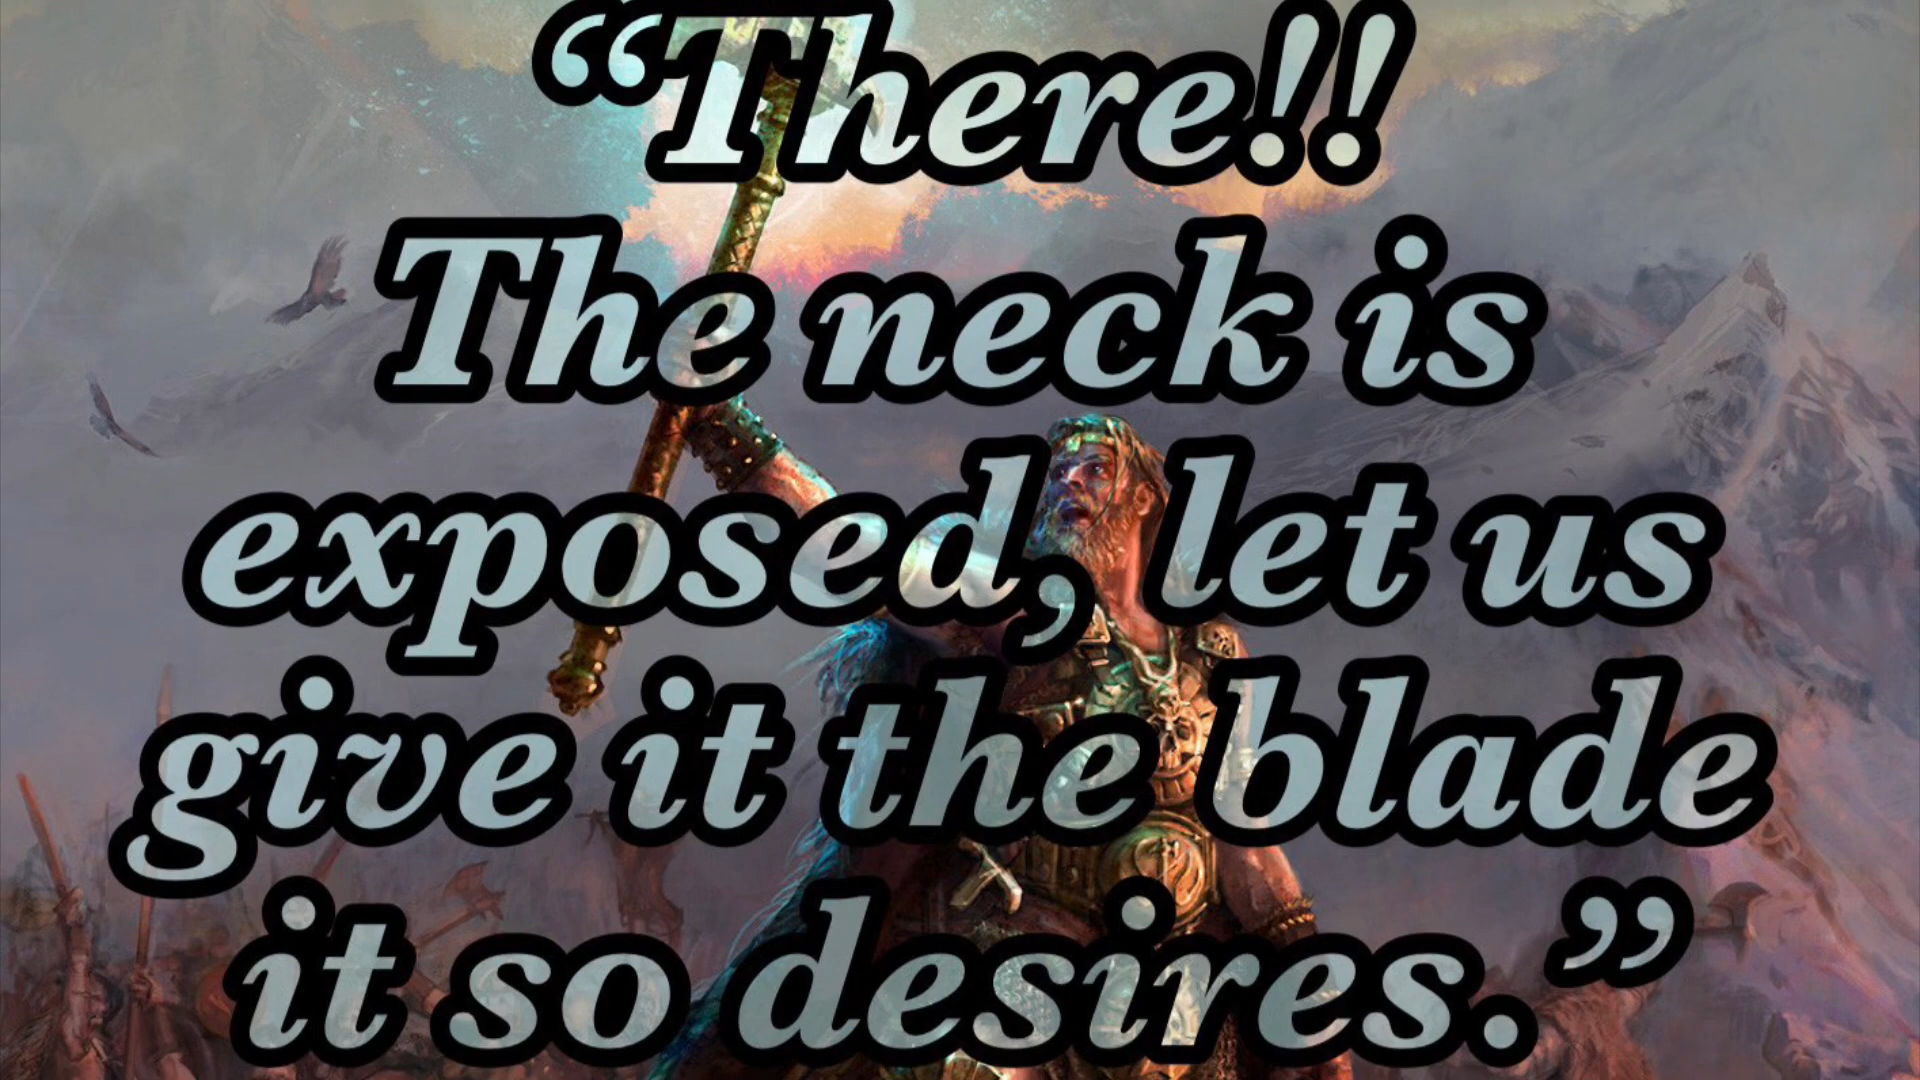 “There!!
The neck is
exposed, let us
give it the blade
it so desires.”